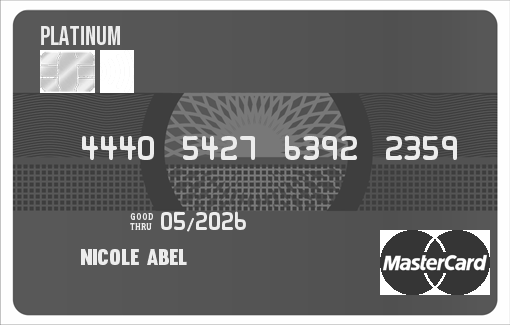 PLATINUM
4440 5427 6392 2359
GOOD THRU 05/2026
NICOLE ABEL
MasterCard